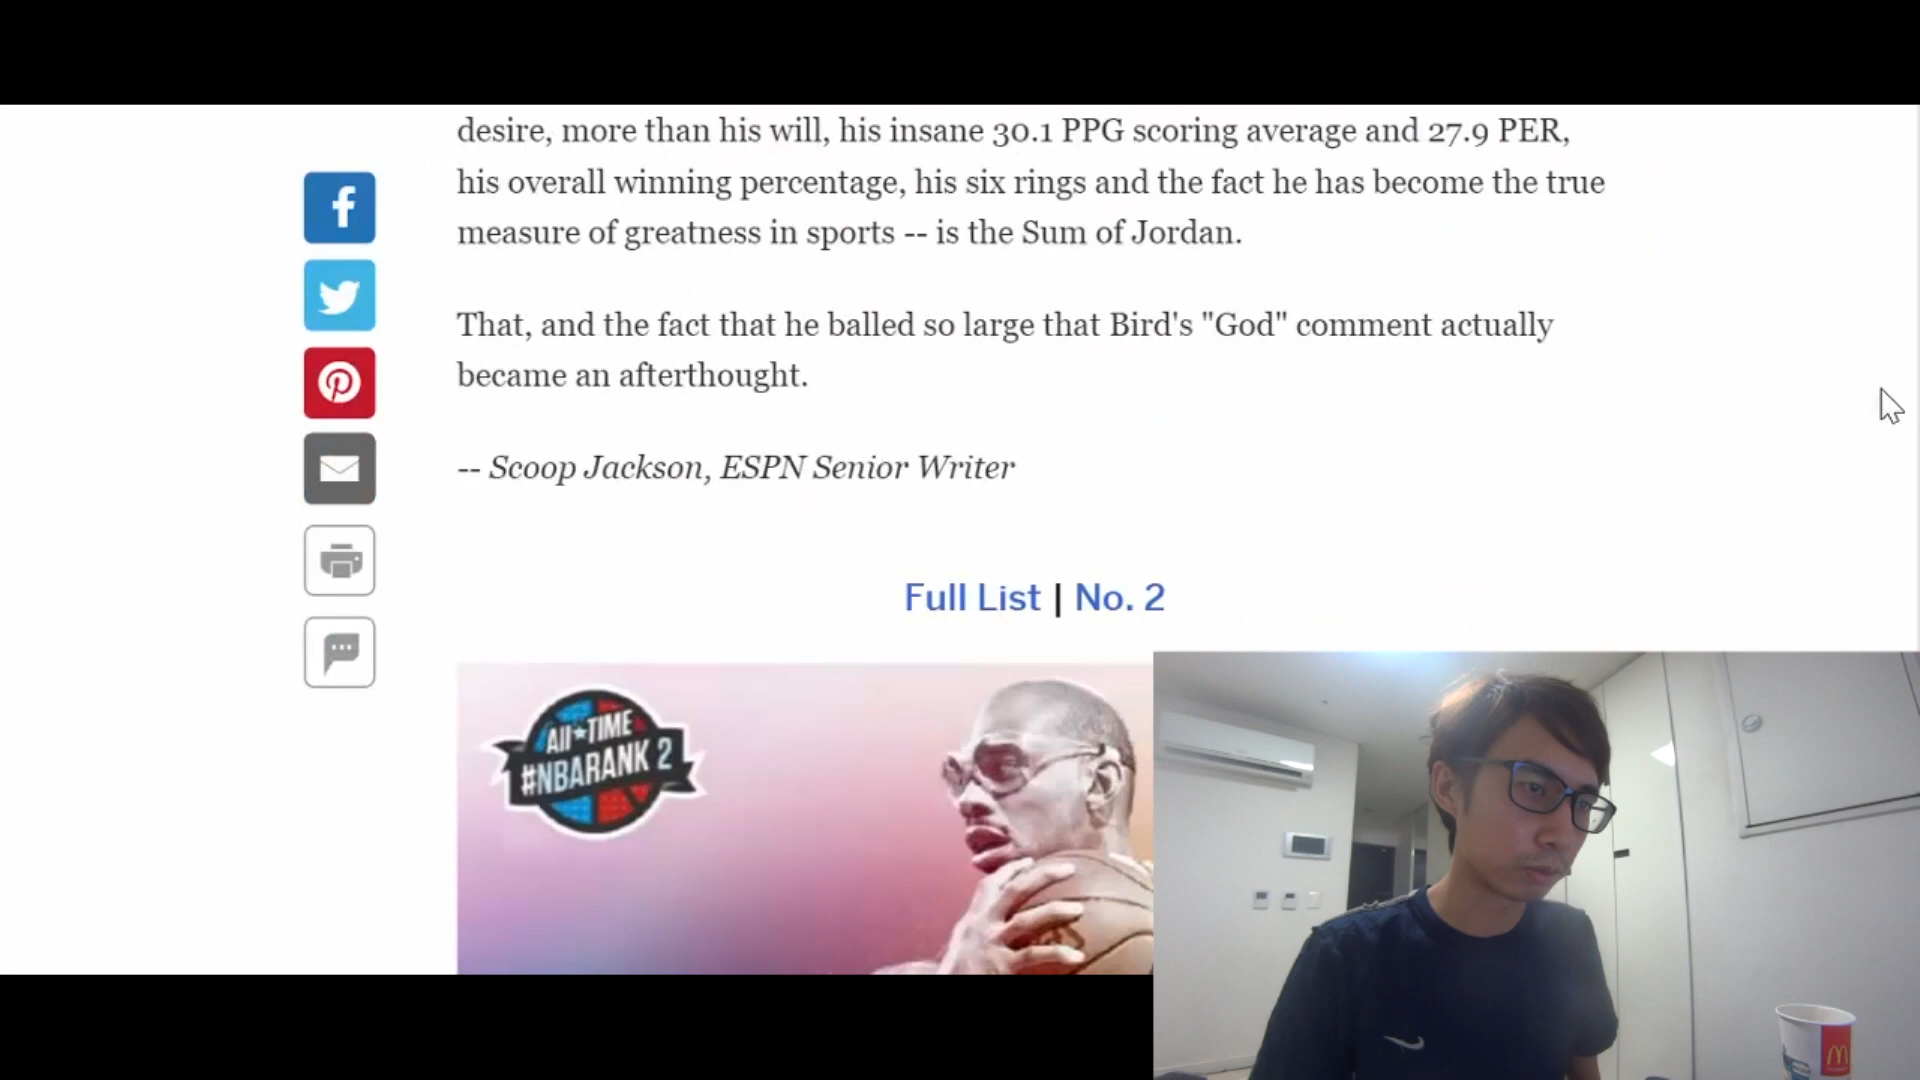 desire, more than his will, his insane 30.1 PPG scoring average and 27.9 PER,
his overall winning percentage, his six rings and the fact he has become the true
measure of greatness in sports -- is the Sum of Jordan.
That, and the fact that he balled so large that Bird's "God" comment actually
became an afterthought.
-- Scoop Jackson, ESPN Senior Writer
Full List | No. 2
All★TIME
#NBARANK 2